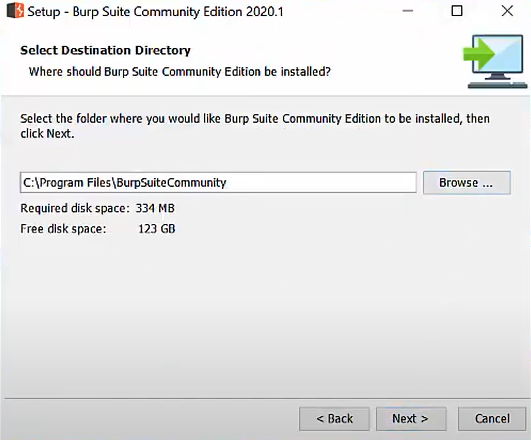 Setup - Burp Suite Community Edition 2020.1
Select Destination Directory
Where should Burp Suite Community Edition be installed?
Select the folder where you would like Burp Suite Community Edition to be installed, then
click Next.
C:\Program Files\BurpSuiteCommunity
Browse ...
Required disk space: 334 MB
Free disk space: 123 GB
< Back
Next >
Cancel